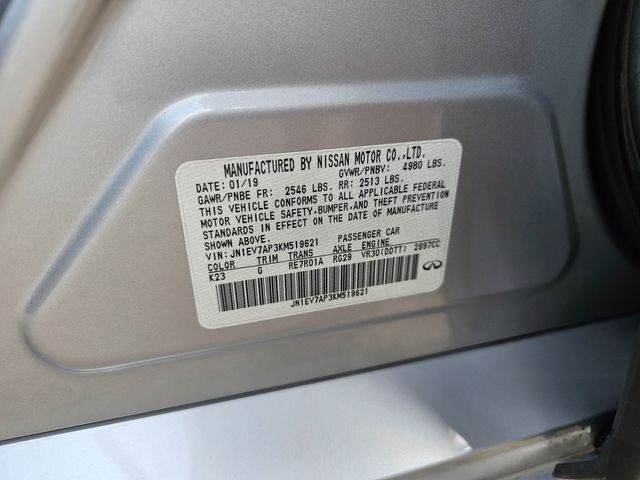 MANUFACTURED BY NISSAN MOTOR CO.,LTD.
DATE: 01/19 GVWR/PNBV: 4980 LBS.
GAWR/PNBE FR: 2546 LBS. RR: 2513 LBS.
THIS VEHICLE CONFORMS TO ALL APPLICABLE FEDERAL
MOTOR VEHICLE SAFETY,BUMPER,AND THEFT PREVENTION
STANDARDS IN EFFECT ON THE DATE OF MANUFACTURE
SHOWN ABOVE.
VIN: JN1EV7AP3KM519621 PASSENGER CAR
COLOR TRIM TRANS AXLE ENGINE
K23 G RE7R01A RG29 VR30(DDTT) 2997CC
JN1EV7AP3KM519621